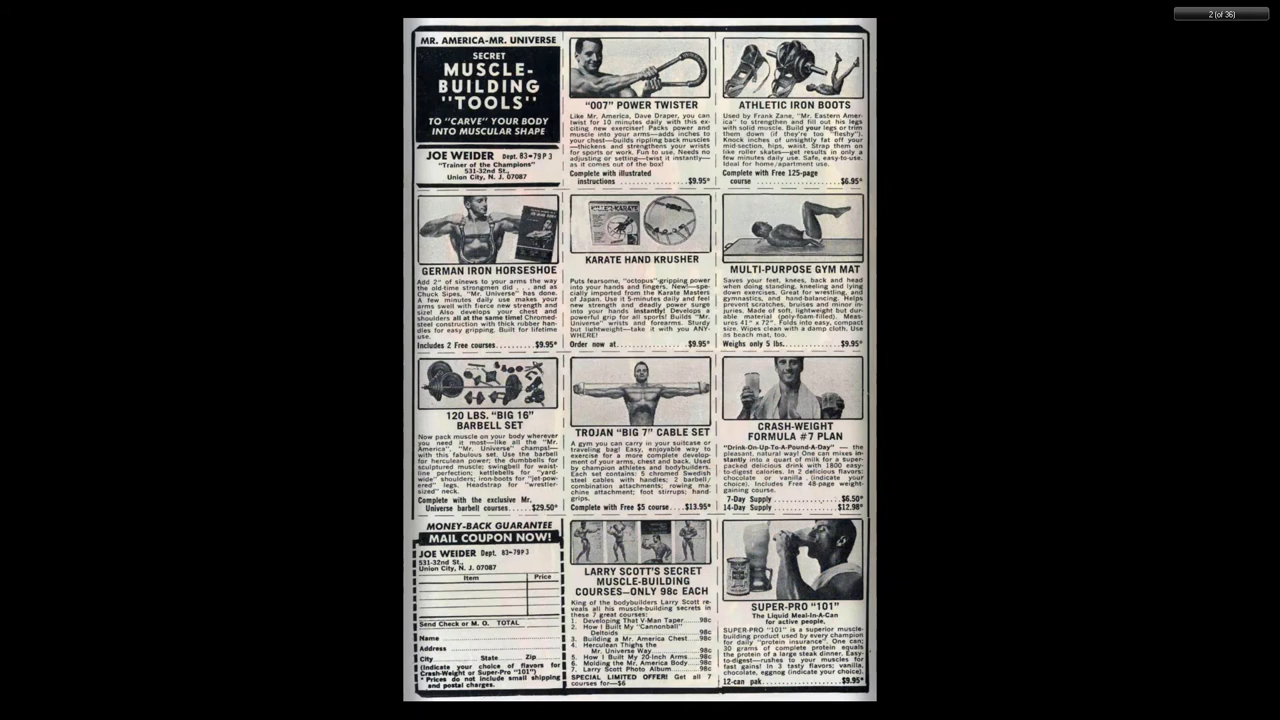 2 (of 36)
MR. AMERICA-MR. UNIVERSE
SECRET
MUSCLE-
BUILDING
"TOOLS"
TO "CARVE" YOUR BODY
INTO MUSCULAR SHAPE
JOE WEIDER Dept. 83-79P3
"Trainer of the Champions"
531-32nd St.,
Union City, N. J. 07087
"007" POWER TWISTER
Like Mr. America, Dave Draper, you can
twist for 10 minutes daily with this ex-
citing new exerciser! Packs power and
muscle into your arms—adds inches to
your chest—builds rippling back muscles
—thickens and strengthens your wrists
for sports or work. Fun to use. Needs no
adjusting or setting—twist it instantly—
as it comes out of the box!
Complete with illustrated
instructions ....................$9.95*
ATHLETIC IRON BOOTS
Used by Frank Zane, "Mr. Eastern Amer-
ica" to strengthen and fill out his legs
with solid muscle. Build your legs or trim
them down (if they're too "fleshy").
Knock inches of unsightly fat off your
mid-section, hips, waist. Strap them on
like roller skates—get results in only a
few minutes daily use. Safe, easy-to-use.
Ideal for home/apartment use.
Complete with Free 125-page
course ....................$6.95*
GERMAN IRON HORSESHOE
Add 2" of sinews to your arms the way
the old-time strongmen did . . . and as
Chuck Sipes, "Mr. Universe" has done.
A few minutes daily use makes your
arms swell with fierce new strength and
size! Also develops your chest and
shoulders all at the same time! Chromed-
steel construction with thick rubber han-
dles for easy gripping. Built for lifetime
use.
Includes 2 Free courses..........$9.95*
KILLER KARATE
KARATE HAND KRUSHER
Puts fearsome, "octopus"-gripping power
into your hands and fingers. New!—spe-
cially imported from the Karate Masters
of Japan. Use it 5-minutes daily and feel
new strength and deadly power surge
into your hands instantly! Develops a
powerful grip for all sports! Builds "Mr.
Universe" wrists and forearms. Sturdy
but lightweight—take it with you ANY-
WHERE!
Order now at....................$9.95*
MULTI-PURPOSE GYM MAT
Saves your feet, knees, back and head
when doing standing, kneeling and lying
down exercises. Great for wrestling, and
gymnastics, and hand-balancing. Helps
prevent scratches, bruises and minor in-
juries. Made of soft, lightweight but dur-
able material (poly-foam-filled). Meas-
ures 41" x 72". Folds into easy, compact
size. Wipes clean with a damp cloth. Use
as beach mat, too.
Weighs only 5 lbs...............$9.95*
120 LBS. "BIG 16"
BARBELL SET
Now pack muscle on your body wherever
you need it most—like all the "Mr.
America", "Mr. Universe" champs!—
with this fabulous set. Use the barbell
for herculean power; the dumbbells for
sculptured muscle; swingbell for waist-
line perfection; kettlebells for "yard-
wide" shoulders; iron-boots for "jet-pow-
ered" legs. Headstrap for "wrestler-
sized" neck.
Complete with the exclusive Mr.
Universe barbell courses......$29.50*
TROJAN "BIG 7" CABLE SET
A gym you can carry in your suitcase or
traveling bag! Easy, enjoyable way to
exercise for a more complete develop-
ment of your arms, chest and back. Used
by champion athletes and bodybuilders.
Each set contains: 5 chromed Swedish
steel cables with handles; 2 barbell/
combination attachments; rowing ma-
chine attachment; foot stirrups; hand-
grips.
Complete with Free $5 course....$13.95*
CRASH-WEIGHT
FORMULA #7 PLAN
"Drink-On-Up-To-A-Pound-A-Day" — the
pleasant, natural way! One can mixes in-
stantly into a quart of milk for a super-
packed delicious drink with 1800 easy-
to-digest calories. In 2 delicious flavors:
chocolate or vanilla (indicate your
choice). Includes Free 48-page weight-
gaining course.
7-Day Supply ....................$6.50*
14-Day Supply ..................$12.98*
MONEY-BACK GUARANTEE
MAIL COUPON NOW!
JOE WEIDER Dept. 83-79P3
531-32nd St.,
Union City, N. J. 07087
Item Price
Send Check or M. O. TOTAL
Name
Address
City State Zip
(Indicate your choice of flavors for
Crash-Weight or Super-Pro "101")
* Prices do not include small shipping
and postal charges.
LARRY SCOTT'S SECRET
MUSCLE-BUILDING
COURSES—ONLY 98c EACH
King of the bodybuilders Larry Scott re-
veals all his muscle-building secrets in
these 7 great courses:
1. Developing That V-Man Taper......98c
2. How I Built My "Cannonball"
Deltoids ....................98c
3. Building a Mr. America Chest....98c
4. Herculean Thighs the
Mr. Universe Way..............98c
5. How I Built My 20-Inch Arms....98c
6. Molding the Mr. America Body....98c
7. Larry Scott Photo Album........98c
SPECIAL LIMITED OFFER! Get all 7
courses for—$6
SUPER-PRO "101"
The Liquid Meal-In-A-Can
for active people,
SUPER-PRO "101" is a superior muscle-
building product used by every champion
for daily "protein insurance". One can;
30 grams of complete protein equals
the protein of a large steak dinner. Easy-
to-digest—rushes to your muscles for
fast gains! In 3 tasty flavors; vanilla,
chocolate, eggnog (indicate your choice).
12-can pak......................$9.95*